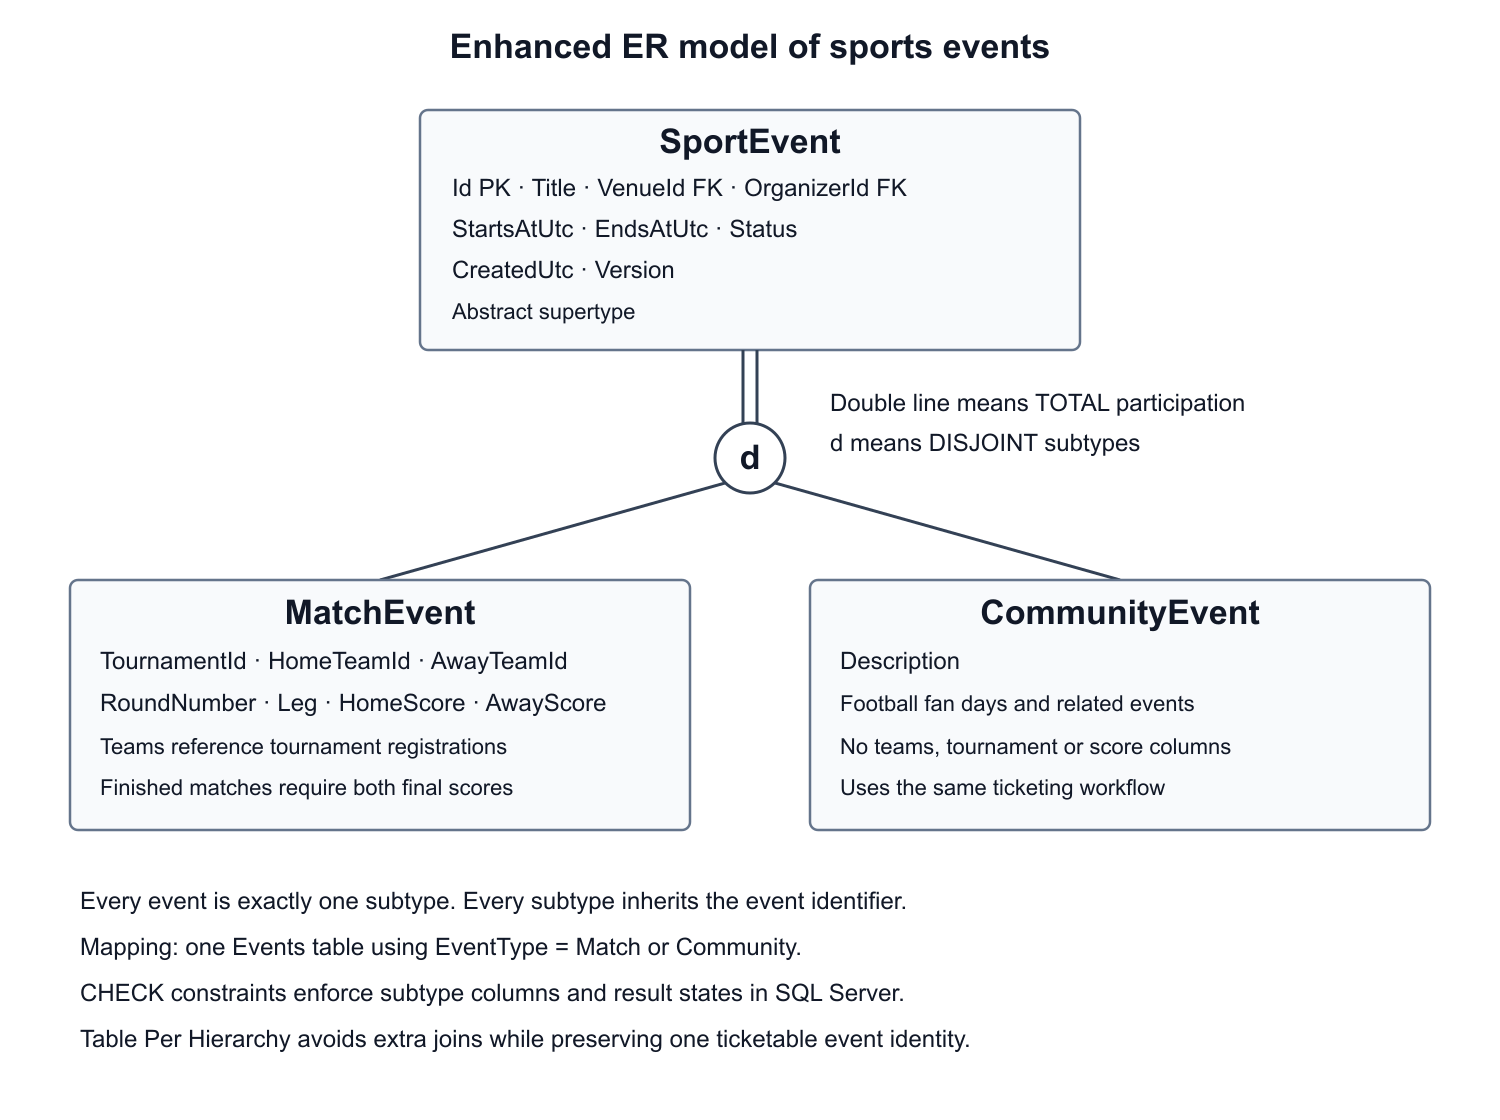 Enhanced ER model of sports events
SportEvent
Id PK · Title · VenueId FK · OrganizerId FK
StartsAtUtc · EndsAtUtc · Status
CreatedUtc · Version
Abstract supertype
Double line means TOTAL participation
d means DISJOINT subtypes
d
MatchEvent
TournamentId · HomeTeamId · AwayTeamId
RoundNumber · Leg · HomeScore · AwayScore
Teams reference tournament registrations
Finished matches require both final scores
CommunityEvent
Description
Football fan days and related events
No teams, tournament or score columns
Uses the same ticketing workflow
Every event is exactly one subtype. Every subtype inherits the event identifier.
Mapping: one Events table using EventType = Match or Community.
CHECK constraints enforce subtype columns and result states in SQL Server.
Table Per Hierarchy avoids extra joins while preserving one ticketable event identity.